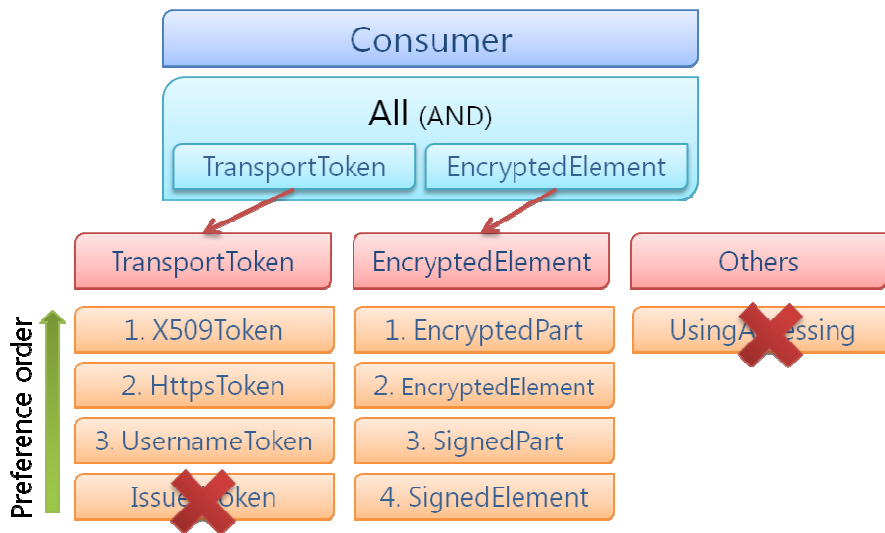 Consumer
All (AND)
TransportToken EncryptedElement
TransportToken EncryptedElement Others
Preference order
1. X509Token 1. EncryptedPart
2. HttpsToken 2. EncryptedElement
3. UsernameToken 3. SignedPart
4. SignedElement